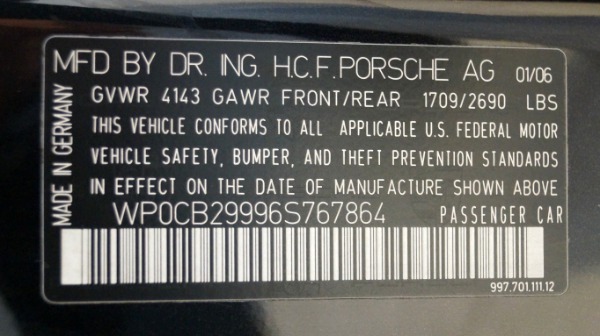 MFD BY DR. ING. H.C.F. PORSCHE AG 01/06
GVWR 4143 GAWR FRONT/REAR 1709/2690 LBS
THIS VEHICLE CONFORMS TO ALL APPLICABLE U.S. FEDERAL MOTOR
VEHICLE SAFETY, BUMPER, AND THEFT PREVENTION STANDARDS
IN EFFECT ON THE DATE OF MANUFACTURE SHOWN ABOVE
WP0CB29996S767864 PASSENGER CAR
997.701.111.12
MADE IN GERMANY